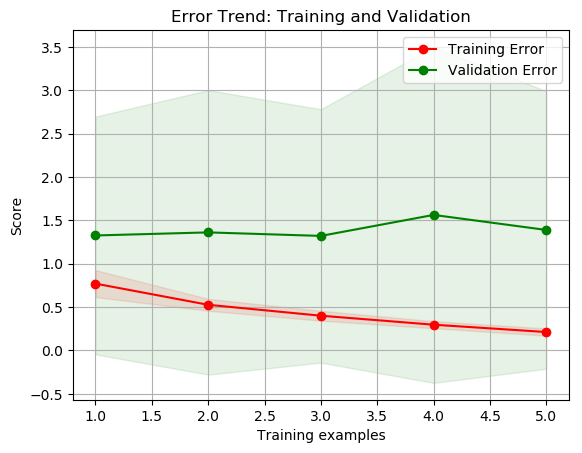 Error Trend: Training and Validation
Training Error
Validation Error
Score
3.5
3.0
2.5
2.0
1.5
1.0
0.5
0.0
−0.5
1.0 1.5 2.0 2.5 3.0 3.5 4.0 4.5 5.0
Training examples